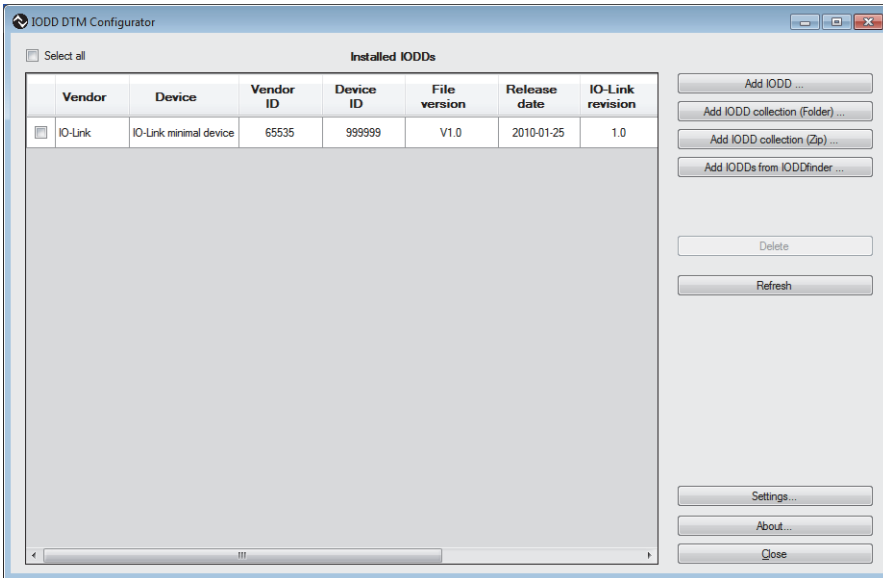 IODD DTM Configurator
Select all
Installed IODDs
Vendor Device Vendor ID Device ID File version Release date IO-Link revision
IO-Link IO-Link minimal device 65535 999999 V1.0 2010-01-25 1.0
Add IODD ...
Add IODD collection (Folder) ...
Add IODD collection (Zip) ...
Add IODDs from IODDfinder ...
Delete
Refresh
Settings...
About...
Close